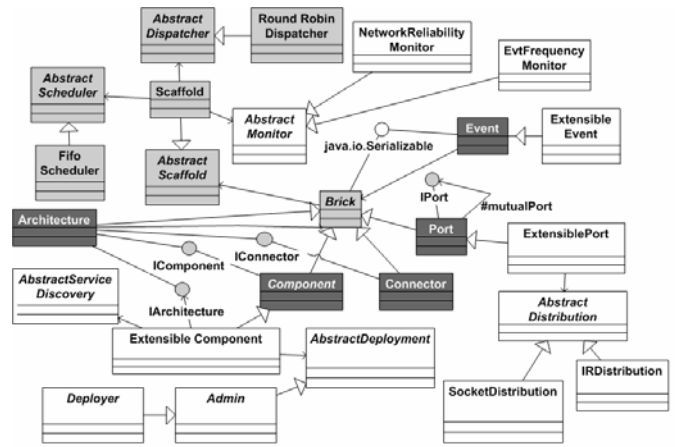 Abstract
Dispatcher
Round Robin
Dispatcher
NetworkReliability
Monitor
EvtFrequency
Monitor
Abstract
Scheduler
Scaffold
Abstract
Monitor
Event
Extensible
Event
java.io.Serializable
Fifo
Scheduler
Abstract
Scaffold
Brick
IPort
#mutualPort
Architecture
Port
ExtensiblePort
IComponent
IConnector
AbstractService
Discovery
IArchitecture
Component
Connector
Abstract
Distribution
Extensible Component
AbstractDeployment
SocketDistribution
IRDistribution
Deployer
Admin